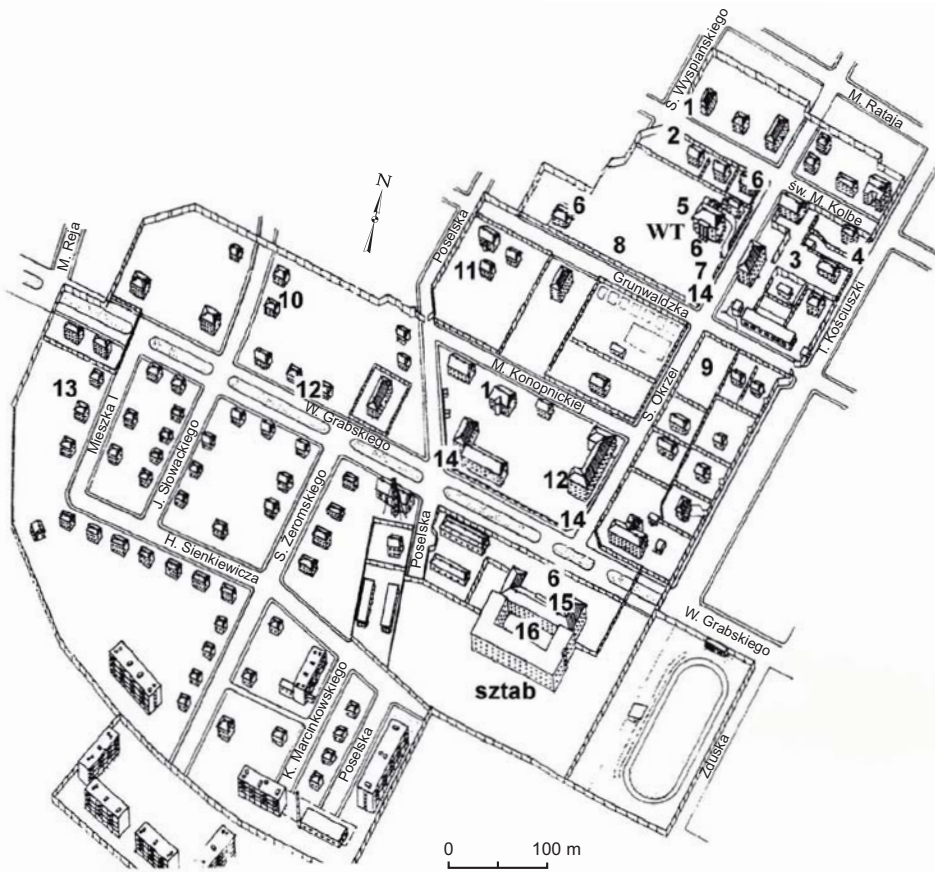 S. Wyspiańskiego
1
M. Rataja
2
N
6
św. M. Kolbe
6
5
WT
6
3
4
M. Reja
Poselska
8
7
11
14
Grunwaldzka
I. Kościuszki
10
S. Okrzei
9
M. Konopnickiej
13
12
1
Mieszka I
W. Grabskiego
J. Słowackiego
14
12
S. Żeromskiego
14
Poselska
H. Sienkiewicza
6
15
W. Grabskiego
16
sztab
K. Marcinkowskiego
Poselska
Zduska
0
100 m